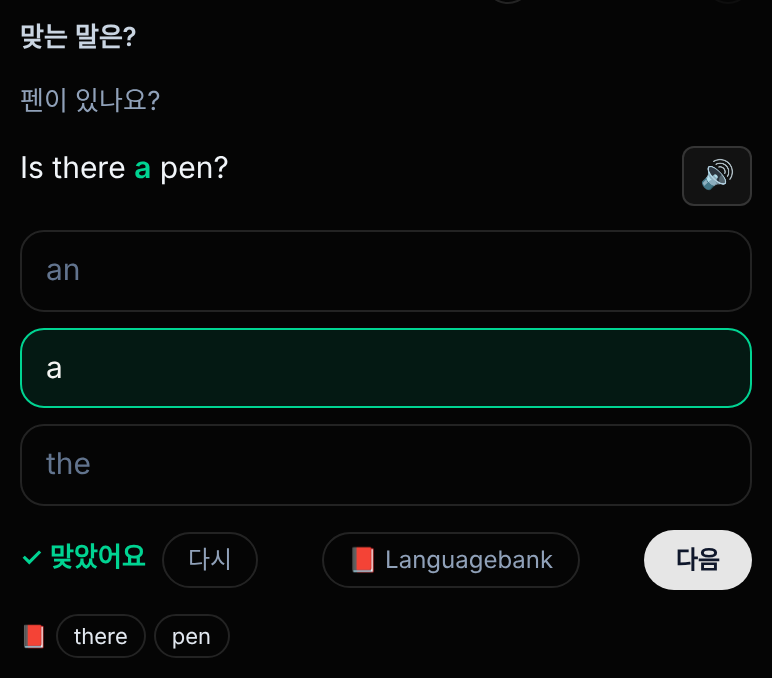 맞는 말은?
펜이 있나요?
Is there a pen?
an
a
the
✓ 맞았어요 다시 Languagebank 다음
there pen